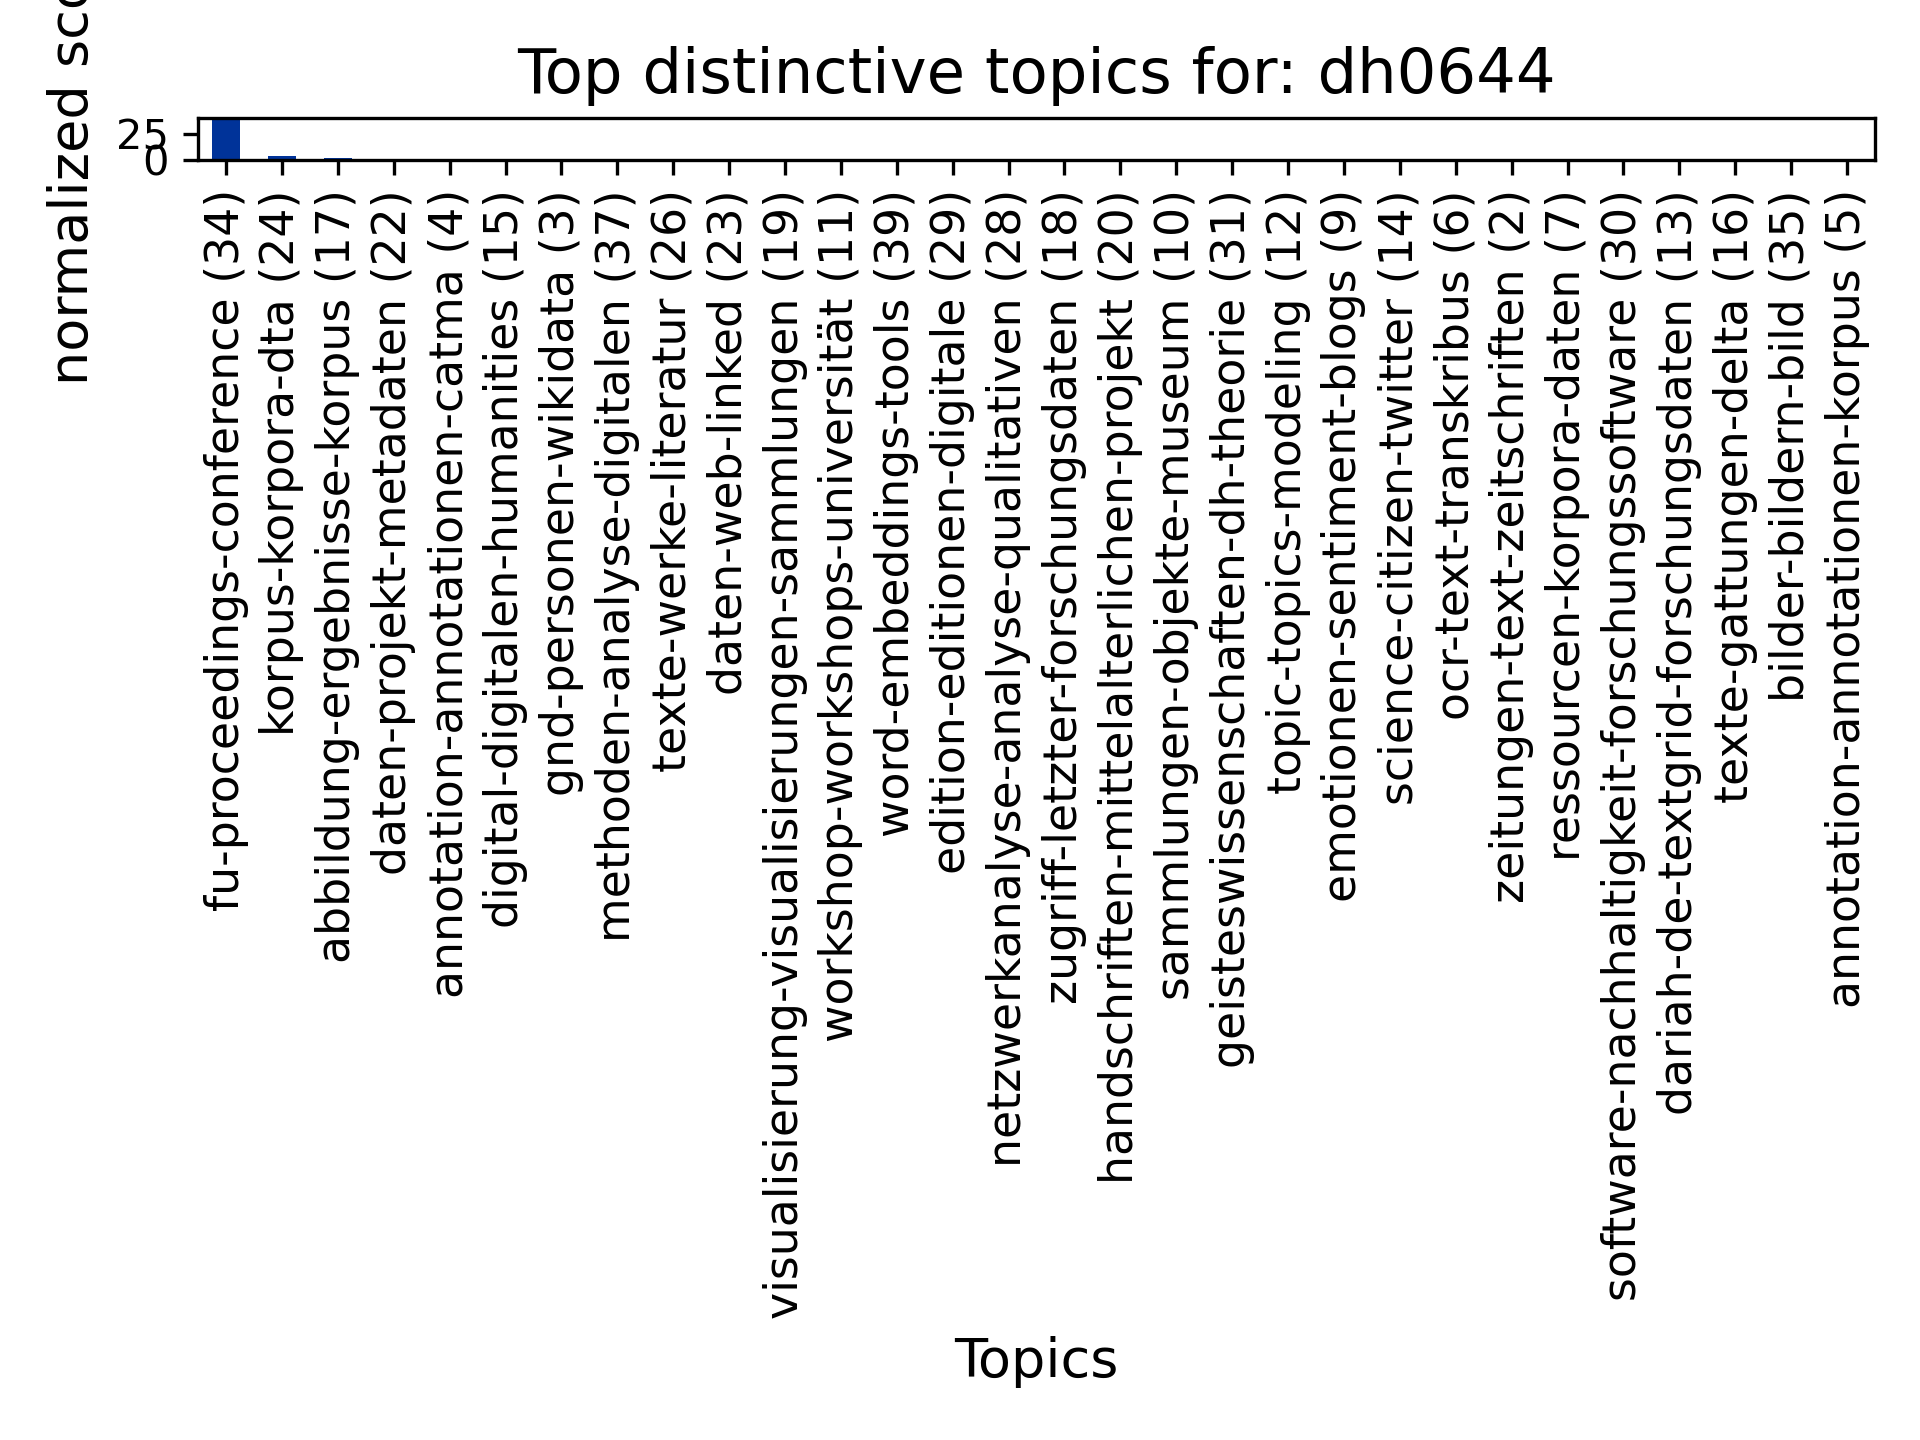 Top distinctive topics for: dh0644
normalized
25
0
fu-proceedings-conference (34)
korpus-korpora-dta (24)
abbildung-ergebnisse-korpus (17)
daten-projekt-metadaten (22)
annotation-annotationen-catma (4)
digital-digitalen-humanities (15)
gnd-personen-wikidata (3)
methoden-analyse-digitalen (37)
texte-werke-literatur (26)
daten-web-linked (23)
visualisierung-visualisierungen-sammlungen (19)
workshop-workshops-universität (11)
word-embeddings-tools (39)
edition-editionen-digitale (29)
netzwerkanalyse-analyse-qualitativen (28)
zugriff-letzter-forschungsdaten (18)
handschriften-mittelalterlichen-projekt (20)
sammlungen-objekte-museum (10)
geisteswissenschaften-dh-theorie (31)
topic-topics-modeling (12)
emotionen-sentiment-blogs (9)
science-citizen-twitter (14)
ocr-text-transkribus (6)
zeitungen-text-zeitschriften (2)
ressourcen-korpora-daten (7)
software-nachhaltigkeit-forschungssoftware (30)
dariah-de-textgrid-forschungsdaten (13)
texte-gattungen-delta (16)
bilder-bildern-bild (35)
annotation-annotationen-korpus (5)
Topics